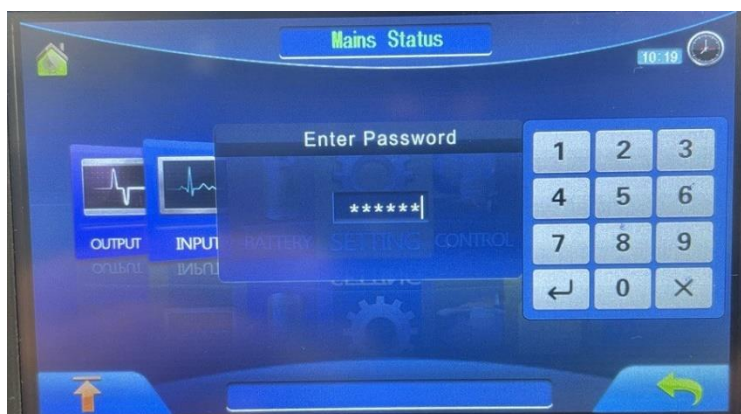 Mains Status
10:19
Enter Password
******
1 2 3
4 5 6
7 8 9
0
OUTPUT INPUT BATTERY SETTING CONTROL